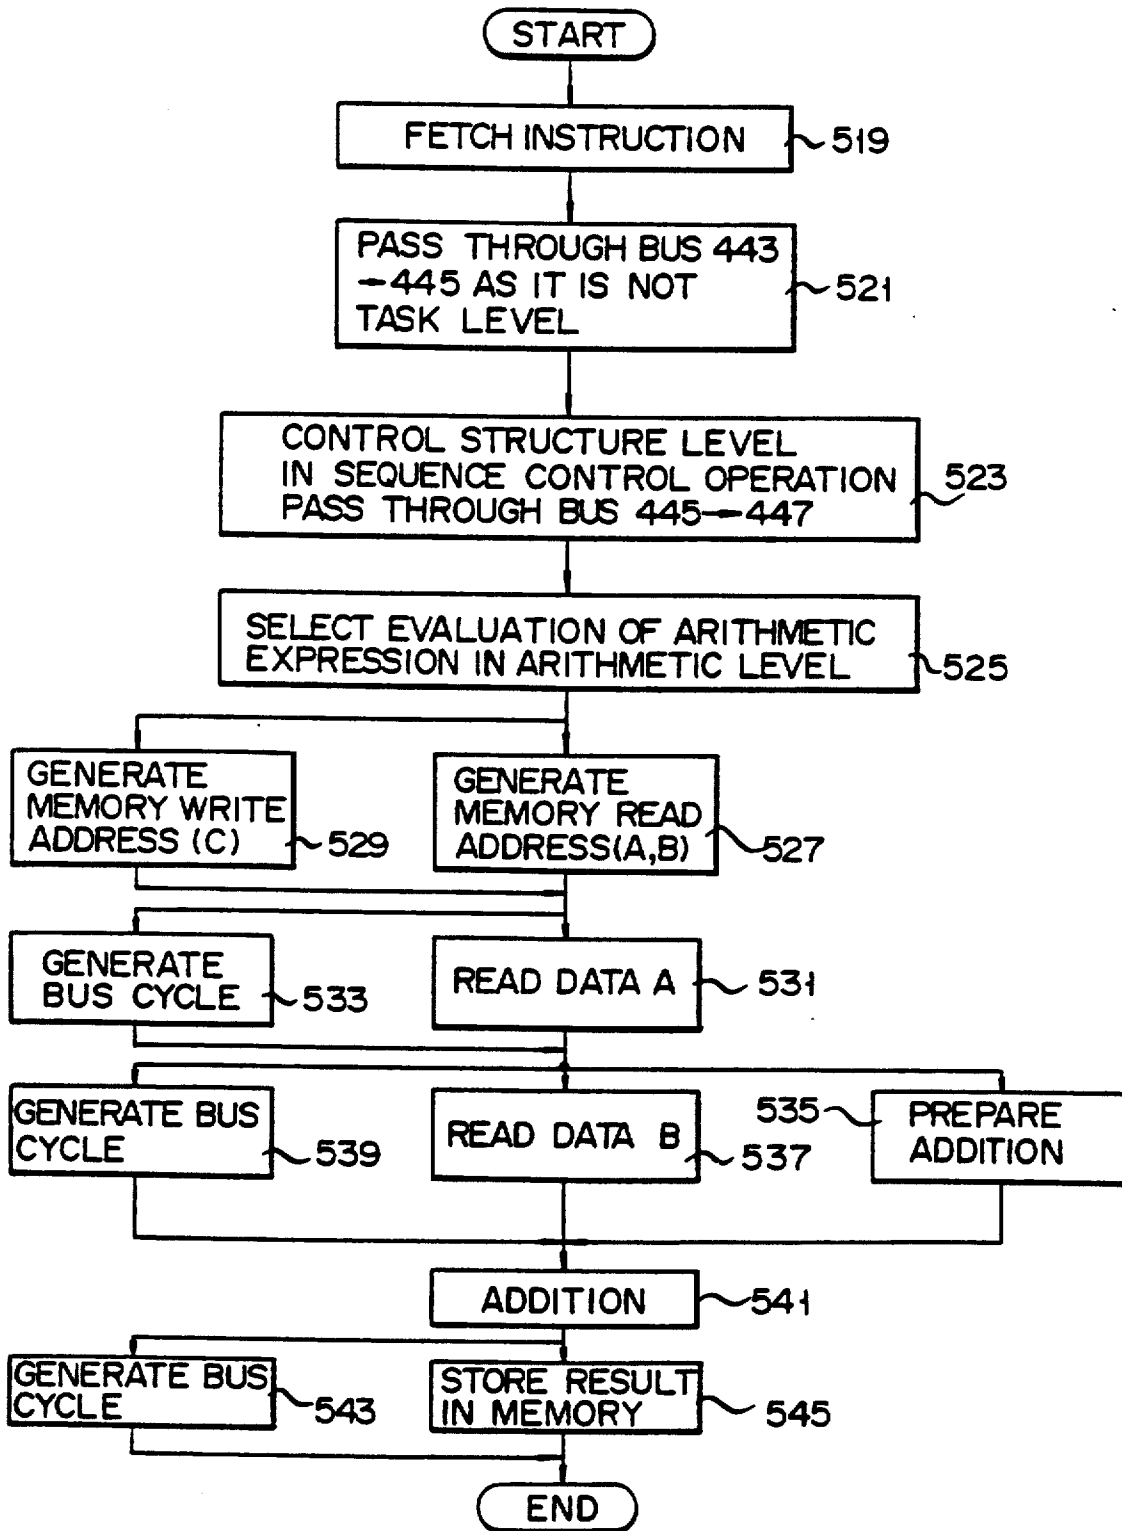 START
FETCH INSTRUCTION
519
PASS THROUGH BUS 443
→445 AS IT IS NOT
TASK LEVEL
521
CONTROL STRUCTURE LEVEL
IN SEQUENCE CONTROL OPERATION
PASS THROUGH BUS 445→447
523
SELECT EVALUATION OF ARITHMETIC
EXPRESSION IN ARITHMETIC LEVEL
525
GENERATE
MEMORY WRITE
ADDRESS (C)
529
GENERATE
MEMORY READ
ADDRESS(A,B)
527
GENERATE
BUS CYCLE
533
READ DATA A
531
GENERATE BUS
CYCLE
539
READ DATA B
537
535
PREPARE
ADDITION
ADDITION
541
GENERATE BUS
CYCLE
543
STORE RESULT
IN MEMORY
545
END